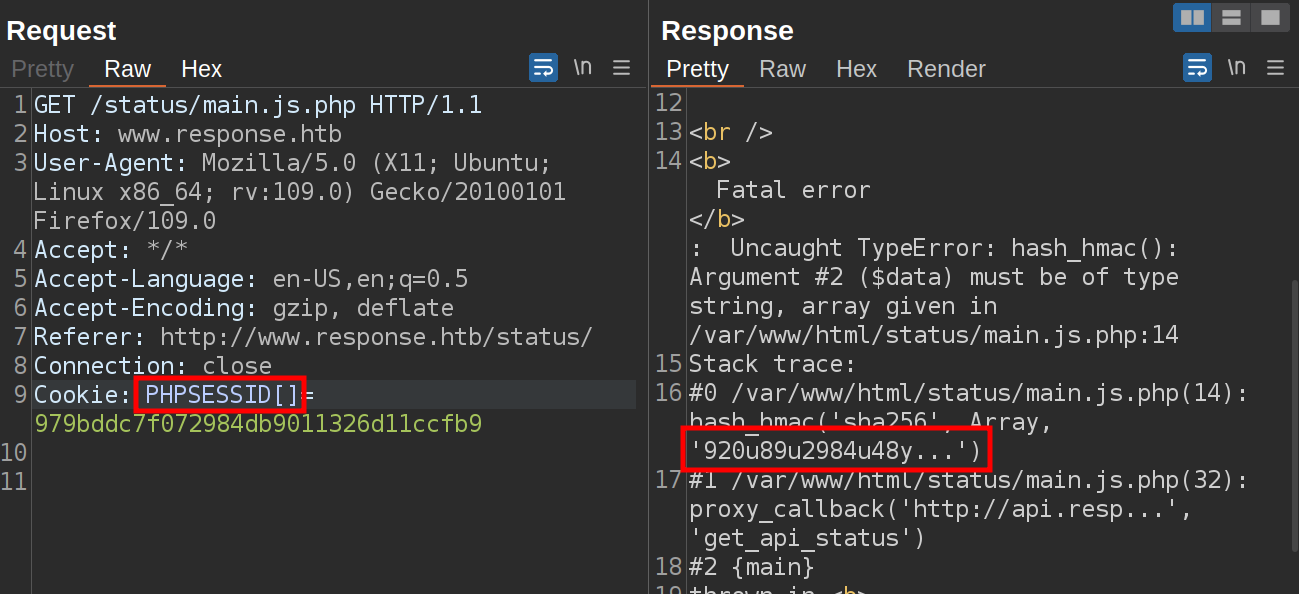 Request
Pretty Raw Hex \n
1 GET /status/main.js.php HTTP/1.1
2 Host: www.response.htb
3 User-Agent: Mozilla/5.0 (X11; Ubuntu;
Linux x86_64; rv:109.0) Gecko/20100101
Firefox/109.0
4 Accept: */*
5 Accept-Language: en-US,en;q=0.5
6 Accept-Encoding: gzip, deflate
7 Referer: http://www.response.htb/status/
8 Connection: close
9 Cookie: PHPSESSID[]=
979bddc7f072984db9011326d11ccfb9
10
11
Response
Pretty Raw Hex Render \n
12
13 <br />
14 <b>
Fatal error
</b>
: Uncaught TypeError: hash_hmac():
Argument #2 ($data) must be of type
string, array given in
/var/www/html/status/main.js.php:14
15 Stack trace:
16 #0 /var/www/html/status/main.js.php(14):
hash_hmac('sha256', Array,
'920u89u2984u48y...')
17 #1 /var/www/html/status/main.js.php(32):
proxy_callback('http://api.resp...',
'get_api_status')
18 #2 {main}
19 thrown in <b>